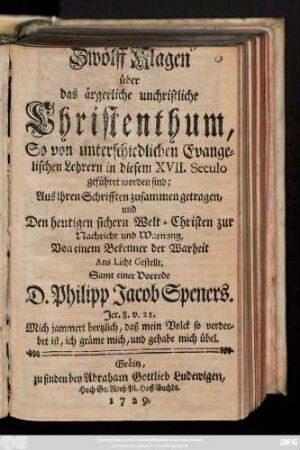 Zwölff Klagen
über
das ärgerliche unchristliche
Christenthum,
So von unterschiedlichen Evange-
lischen Lehrern in diesem XVII. Seculo
geführet worden sind;
Aus ihren Schrifften zusammen getragen,
und
Den heutigen sichern Welt-Christen zur
Nachricht und Warnung,
Von einem Bekenner der Warheit
Ans Licht Gestellt.
Samt einer Vorrede
D. Philipp Jacob Speners.
Jer. 8. v. 21.
Mich jammert hertzlich, daß mein Volck so verder-
bet ist, ich gräme mich, und gehabe mich übel.
Gräitz,
zu finden bey Abraham Gottlieb Ludewigen,
Hoch Gr. Reuß Pl. Hoff-Buchdr.
1729.